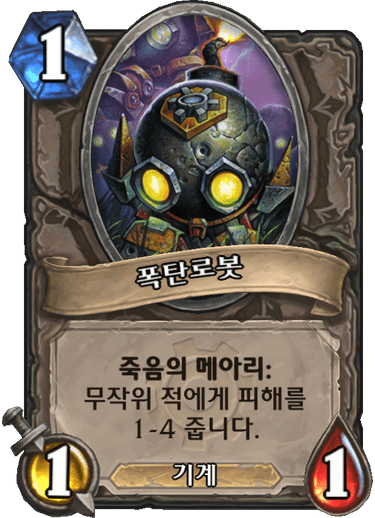 1
폭탄로봇
죽음의 메아리:
무작위 적에게 피해를
1-4 줍니다.
1
기계
1